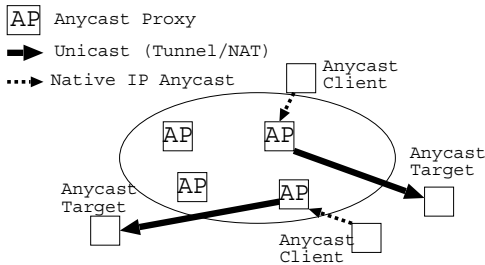 AP Anycast Proxy
Unicast (Tunnel/NAT)
Native IP Anycast
Anycast
Client
AP
AP
Anycast
Target
Anycast
Target
AP
AP
Anycast
Client